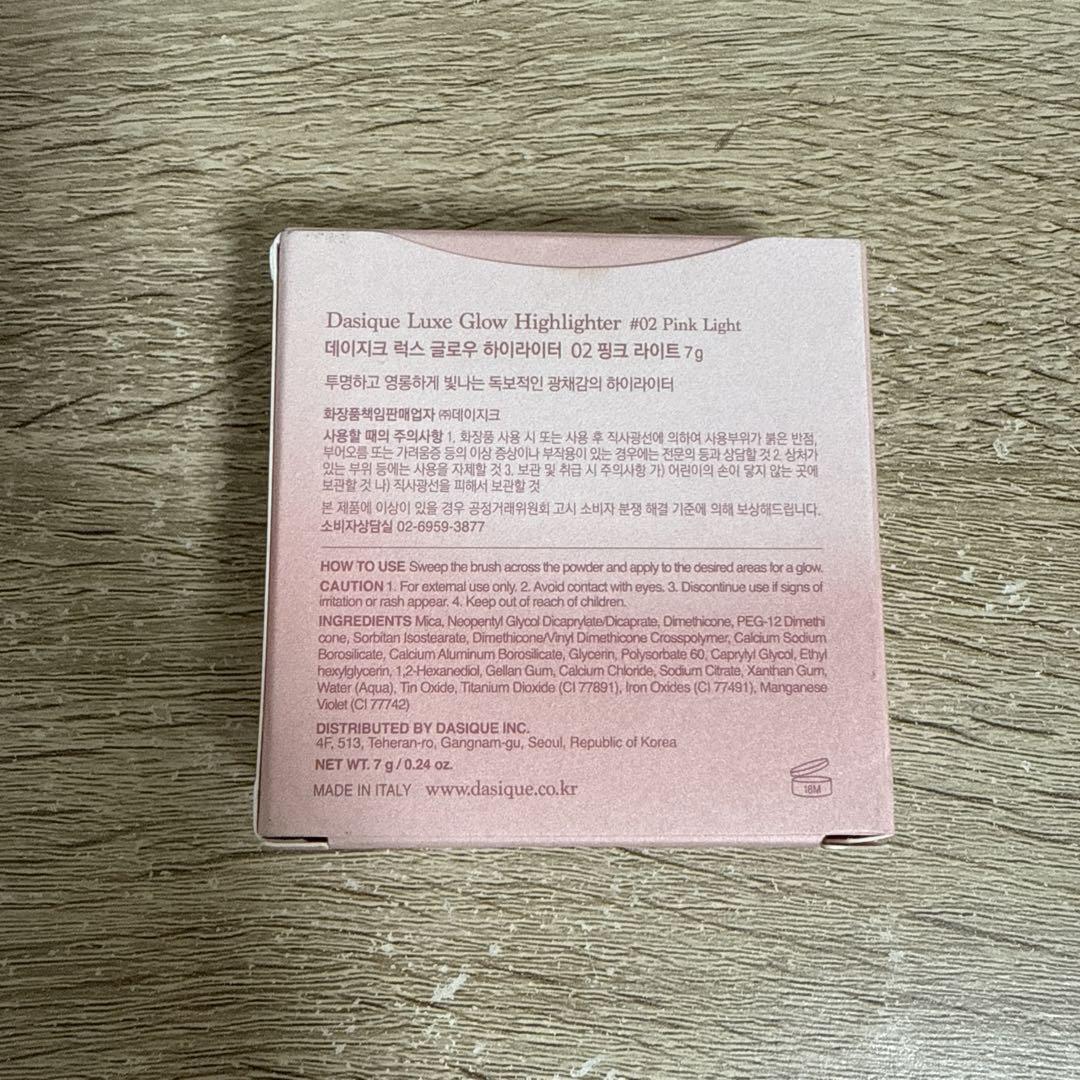 Dasique Luxe Glow Highlighter #02 Pink Light
데이지크 럭스 글로우 하이라이터 02 핑크 라이트 7g
투명하고 영롱하게 빛나는 독보적인 광채감의 하이라이터
화장품책임판매업자 ㈜데이지크
사용할 때의 주의사항 1. 화장품 사용 시 또는 사용 후 직사광선에 의하여 사용부위가 붉은 반점,
부어오름 또는 가려움증 등의 이상 증상이나 부작용이 있는 경우에는 전문의 등과 상담할 것 2. 상처가
있는 부위 등에는 사용을 자제할 것 3. 보관 및 취급 시 주의사항 가) 어린이의 손이 닿지 않는 곳에
보관할 것 나) 직사광선을 피해서 보관할 것
본 제품에 이상이 있을 경우 공정거래위원회 고시 소비자 분쟁 해결 기준에 의해 보상해드립니다.
소비자상담실 02-6959-3877
HOW TO USE Sweep the brush across the powder and apply to the desired areas for a glow.
CAUTION 1. For external use only. 2. Avoid contact with eyes. 3. Discontinue use if signs of
irritation or rash appear. 4. Keep out of reach of children.
INGREDIENTS Mica, Neopentyl Glycol Dicaprylate/Dicaprate, Dimethicone, PEG-12 Dimethi
cone, Sorbitan Isostearate, Dimethicone/Vinyl Dimethicone Crosspolymer, Calcium Sodium
Borosilicate, Calcium Aluminum Borosilicate, Glycerin, Polysorbate 60, Caprylyl Glycol, Ethyl
hexylglycerin, 1,2-Hexanediol, Gellan Gum, Calcium Chloride, Sodium Citrate, Xanthan Gum,
Water (Aqua), Tin Oxide, Titanium Dioxide (CI 77891), Iron Oxides (CI 77491), Manganese
Violet (CI 77742)
DISTRIBUTED BY DASIQUE INC.
4F, 513, Teheran-ro, Gangnam-gu, Seoul, Republic of Korea
NET WT. 7 g / 0.24 oz.
MADE IN ITALY www.dasique.co.kr
18M